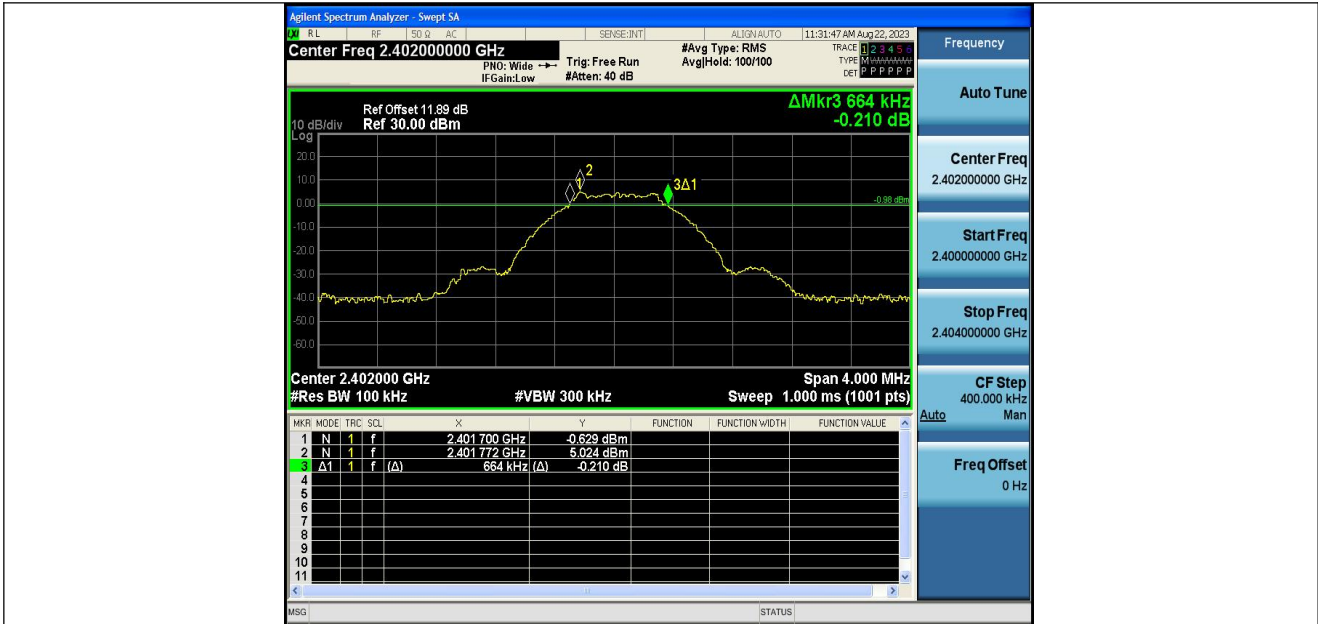 Agilent Spectrum Analyzer - Swept SA
RL RF 50 Ω AC SENSE:INT ALIGN AUTO 11:31:47 AM Aug 22, 2023
Center Freq 2.402000000 GHz
PNO: Wide
IFGain:Low
Trig: Free Run
#Atten: 40 dB
#Avg Type: RMS
Avg|Hold: 100/100
TRACE 1 2 3 4 5 6
TYPE M
DET P P P P P P
ΔMkr3 664 kHz
-0.210 dB
Ref Offset 11.89 dB
10 dB/div Ref 30.00 dBm
Log
20.0
10.0
0.00
-10.0
-20.0
-30.0
-40.0
-50.0
-60.0
1
2
3Δ1
-0.98 dBm
Center 2.402000 GHz Span 4.000 MHz
#Res BW 100 kHz #VBW 300 kHz Sweep 1.000 ms (1001 pts)
MKR MODE TRC SCL X Y FUNCTION FUNCTION WIDTH FUNCTION VALUE
1 N 1 f 2.401 700 GHz -0.629 dBm
2 N 1 f 2.401 772 GHz 5.024 dBm
3 Δ1 1 f (Δ) 664 kHz (Δ) -0.210 dB
4
5
6
7
8
9
10
11
MSG STATUS
Frequency
Auto Tune
Center Freq
2.402000000 GHz
Start Freq
2.400000000 GHz
Stop Freq
2.404000000 GHz
CF Step
400.000 kHz
Auto Man
Freq Offset
0 Hz